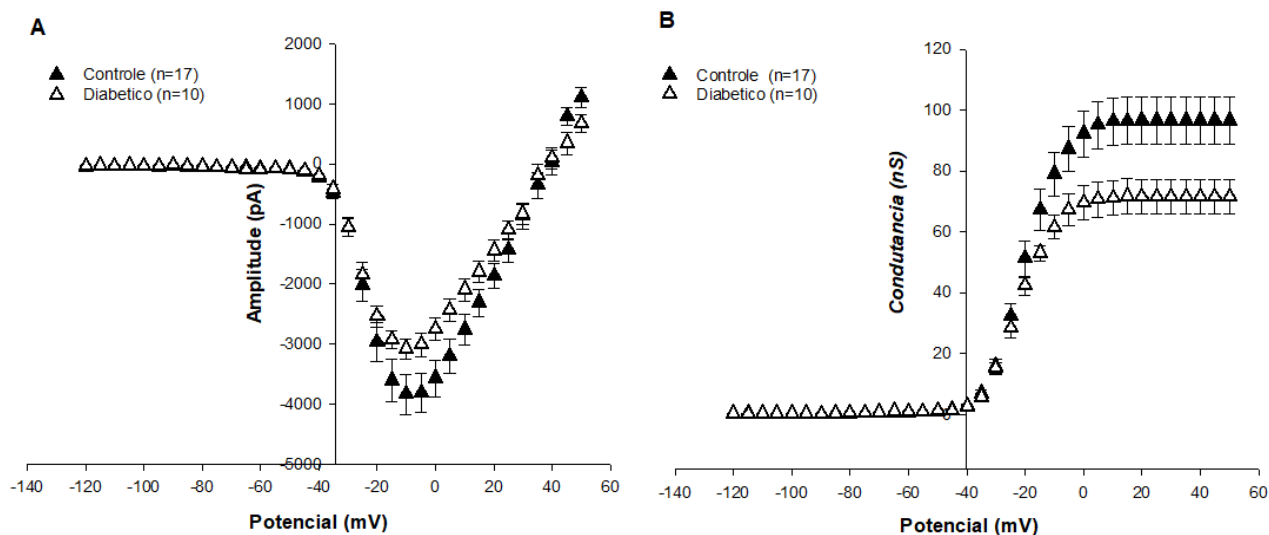 A
Controle (n=17)
Diabetico (n=10)
Amplitude (pA)
2000
1000
0
-1000
-2000
-3000
-4000
-5000
-140 -120 -100 -80 -60 -40 -20 0 20 40 60
Potencial (mV)
B
Controle (n=17)
Diabetico (n=10)
Condutancia (nS)
120
100
80
60
40
20
0
-140 -120 -100 -80 -60 -40 -20 0 20 40 60
Potencial (mV)